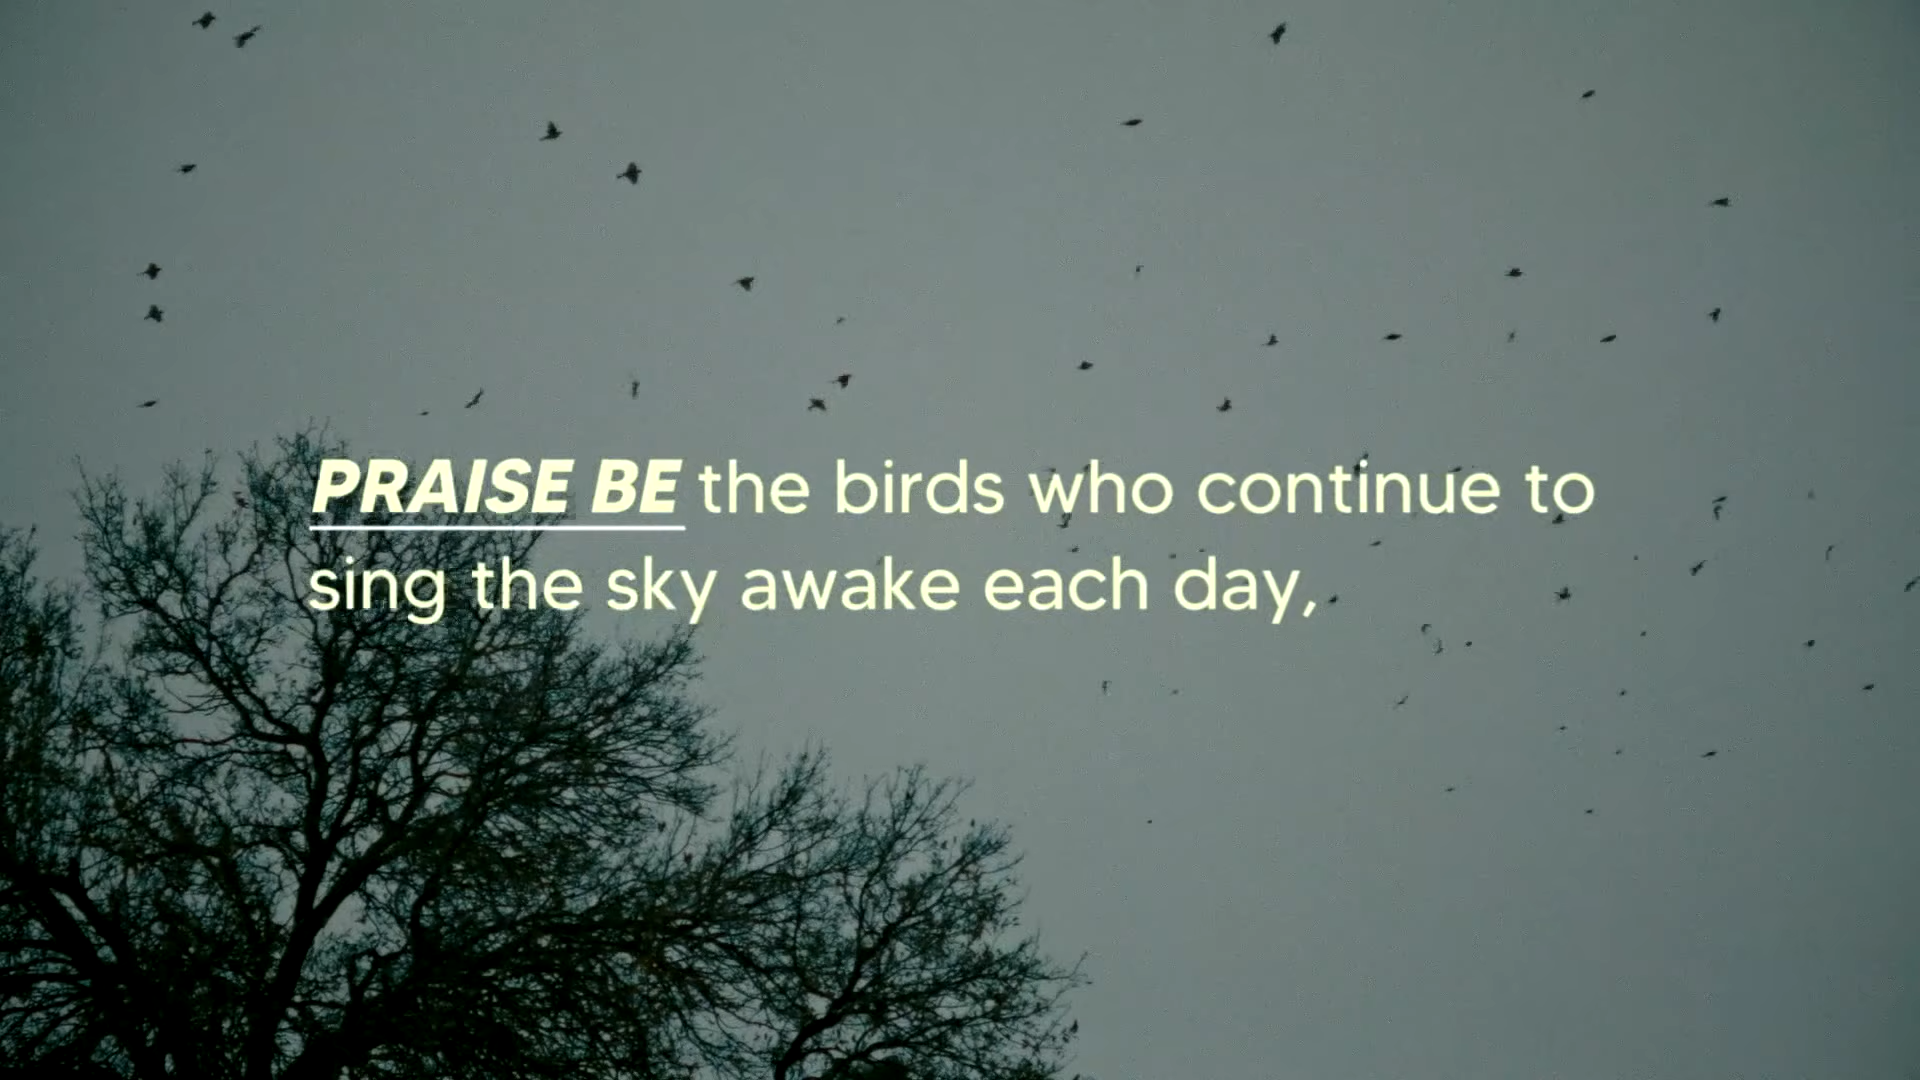 PRAISE BE the birds who continue to
sing the sky awake each day,